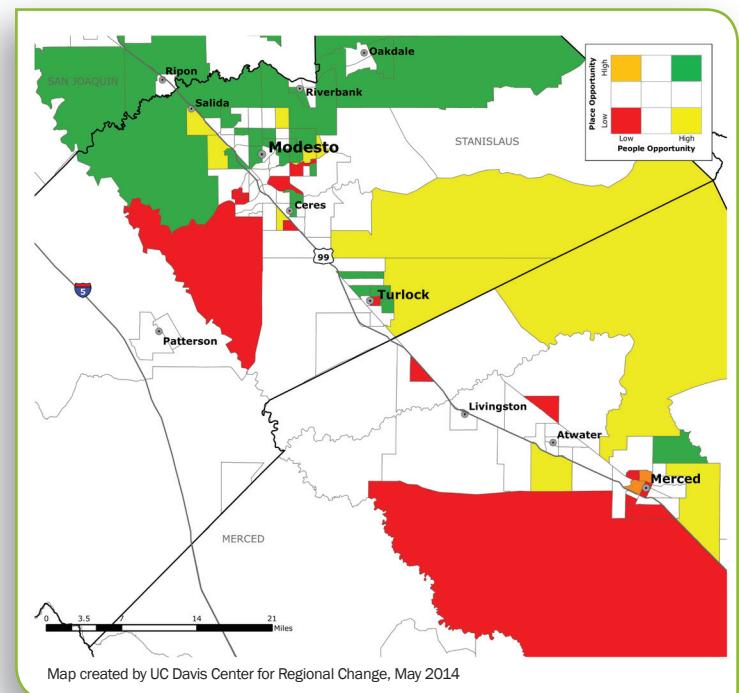 Oakdale
Ripon
SAN JOAQUIN
Riverbank
Salida
Modesto
STANISLAUS
Ceres
99
5
Turlock
Patterson
Livingston
Atwater
Merced
MERCED
Place Opportunity
High
Low
Low
High
People Opportunity
0 3.5 7 14 21
Miles
Map created by UC Davis Center for Regional Change, May 2014